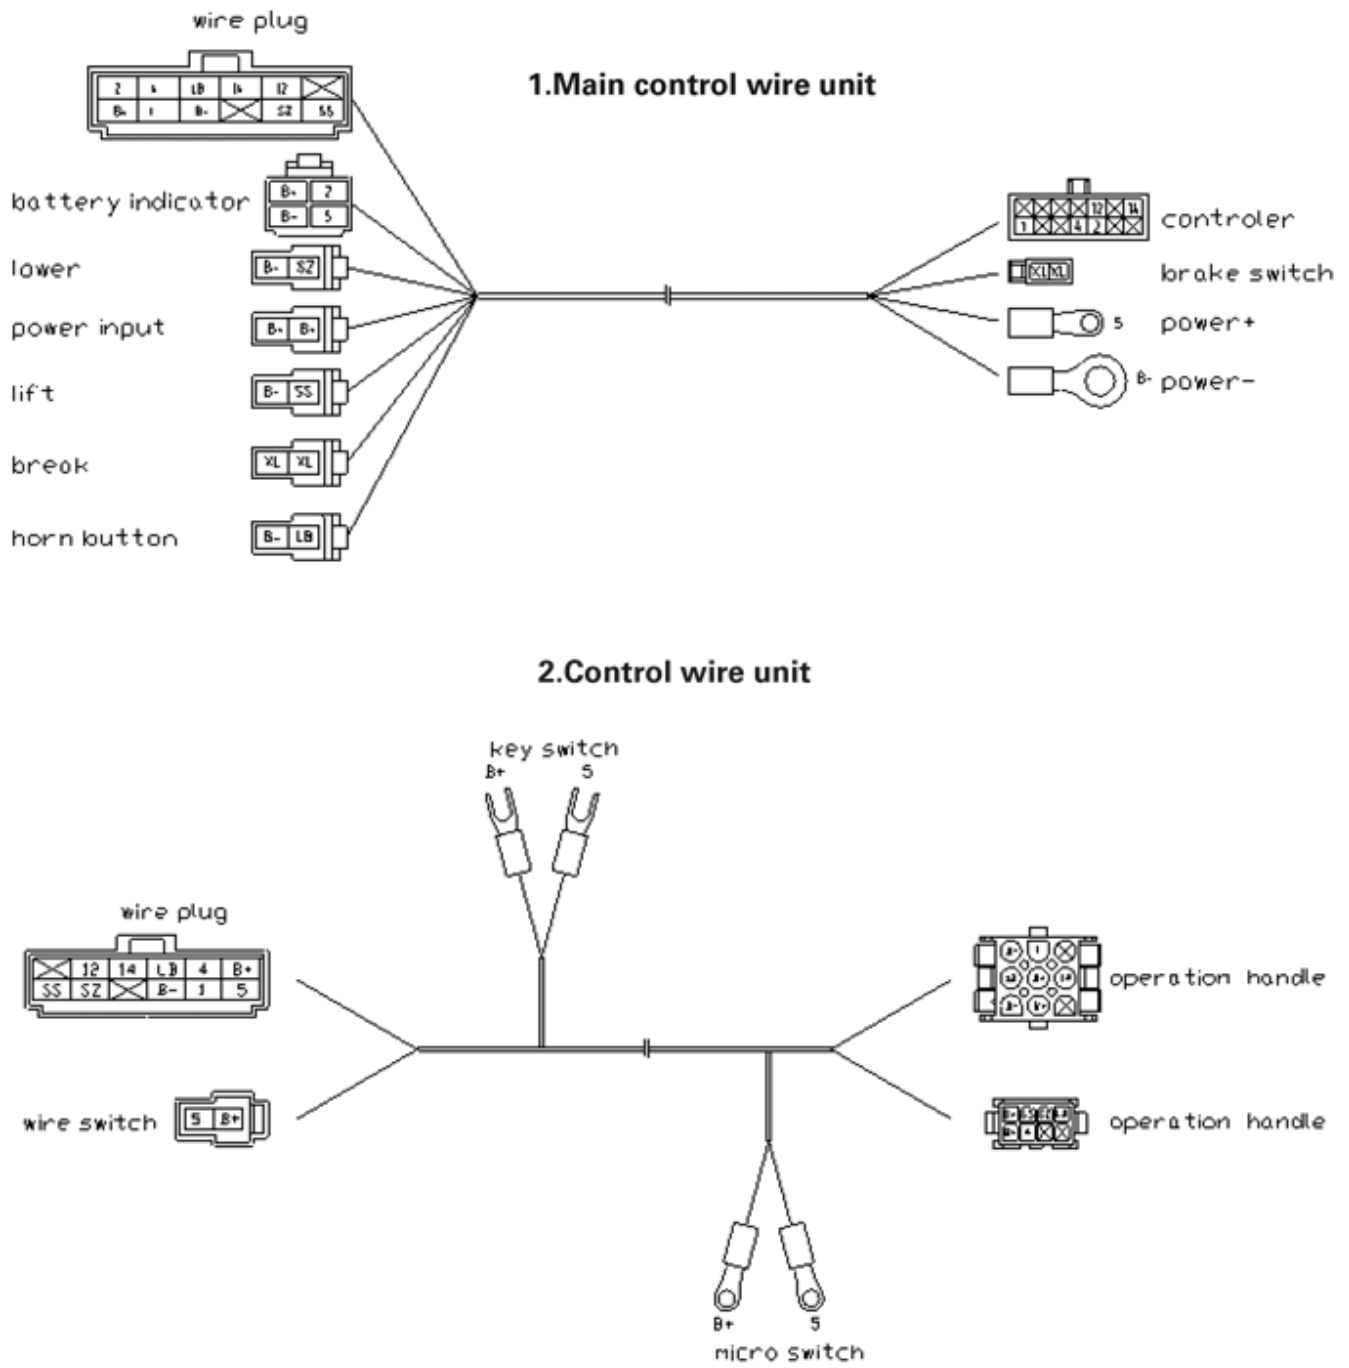 wire plug
1.Main control wire unit
2 4 LB 14 12
B+ 1 B- SZ SS
battery indicator
B+ 2
B- 5
lower
B- SZ
power input
B+ B+
lift
B- SS
break
XL XL
horn button
B- LB
12 14
1 4 2
controler
XL XL
brake switch
5 power+
B- power-
2.Control wire unit
key switch
B+ 5
wire plug
12 14 LB 4 B+
SS SZ B- 1 5
wire switch
5 B+
1
operation handle
4
operation handle
B+ 5
micro switch